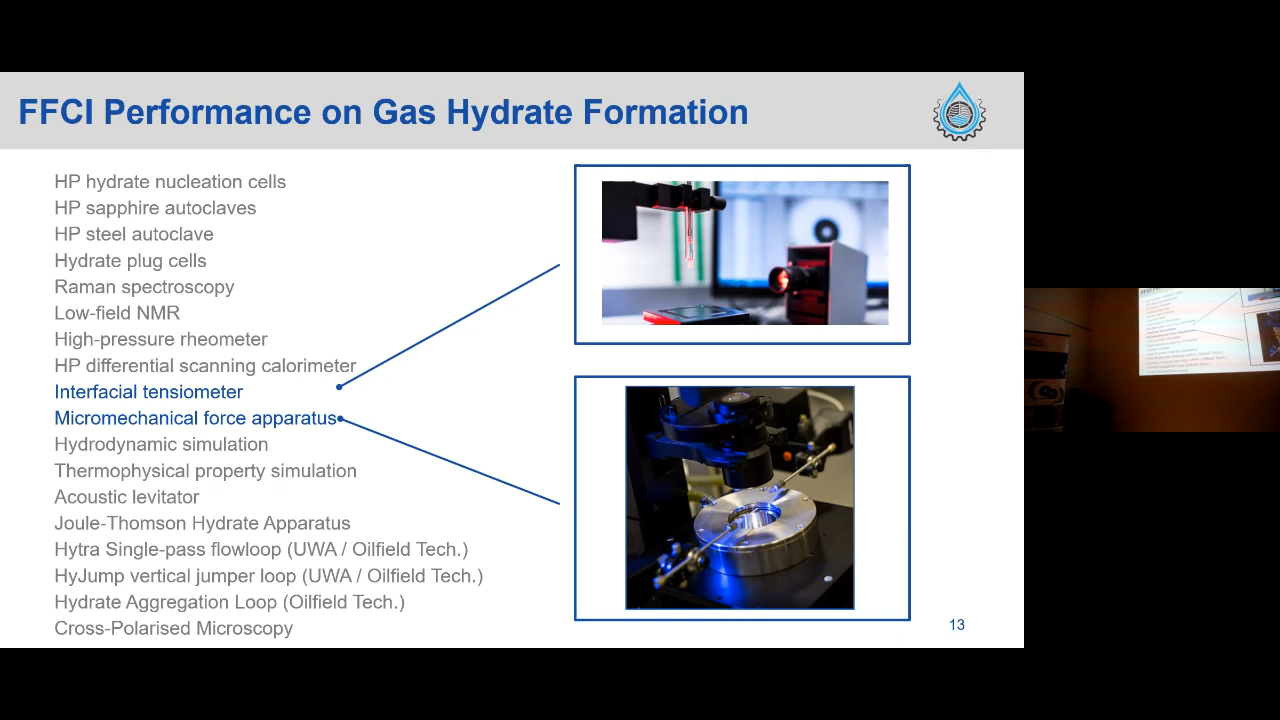 FFCI Performance on Gas Hydrate Formation
HP hydrate nucleation cells
HP sapphire autoclaves
HP steel autoclave
Hydrate plug cells
Raman spectroscopy
Low-field NMR
High-pressure rheometer
HP differential scanning calorimeter
Interfacial tensiometer
Micromechanical force apparatus
Hydrodynamic simulation
Thermophysical property simulation
Acoustic levitator
Joule-Thomson Hydrate Apparatus
Hytra Single-pass flowloop (UWA / Oilfield Tech.)
HyJump vertical jumper loop (UWA / Oilfield Tech.)
Hydrate Aggregation Loop (Oilfield Tech.)
Cross-Polarised Microscopy
13